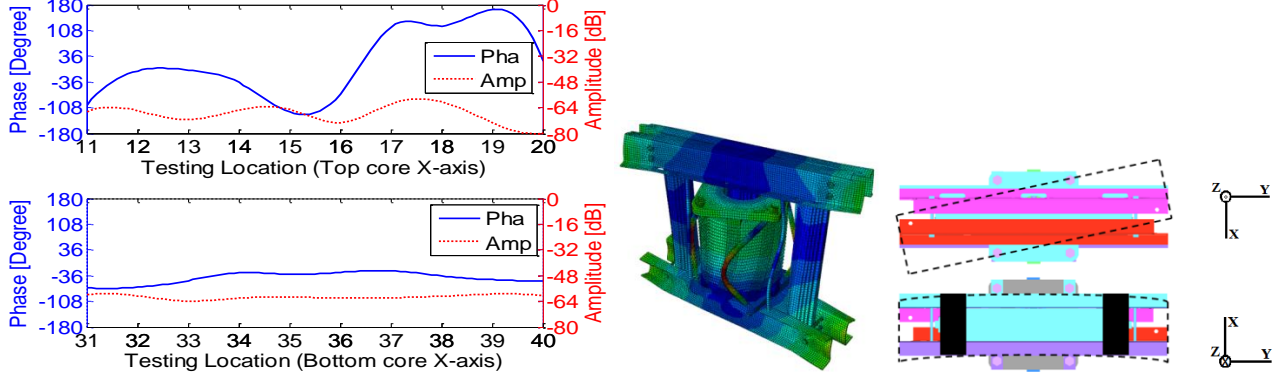 180
108
36
-36
-108
-180
Phase [Degree]
0
-16
-32
-48
-64
-80
Amplitude [dB]
Pha
Amp
11 12 13 14 15 16 17 18 19 20
Testing Location (Top core X-axis)
180
108
36
-36
-108
-180
Phase [Degree]
0
-16
-32
-48
-64
-80
Amplitude [dB]
Pha
Amp
31 32 33 34 35 36 37 38 39 40
Testing Location (Bottom core X-axis)
Z Y
X
X
Z Y